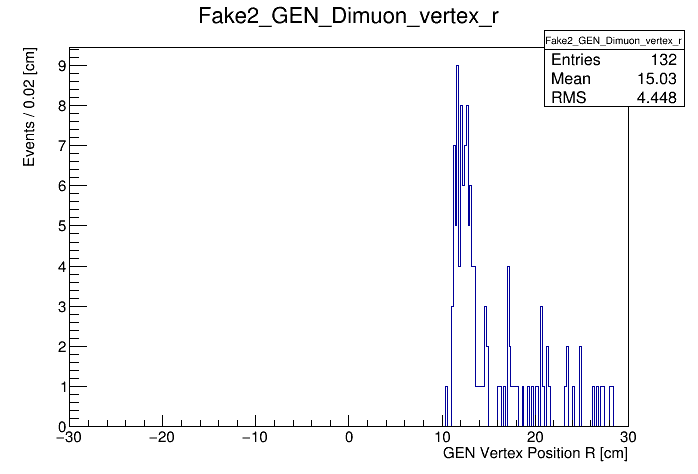 Fake2_GEN_Dimuon_vertex_r
Fake2_GEN_Dimuon_vertex_r
Entries 132
Mean 15.03
RMS 4.448
Events / 0.02 [cm]
9
8
7
6
5
4
3
2
1
0
−30 −20 −10 0 10 20 30
GEN Vertex Position R [cm]